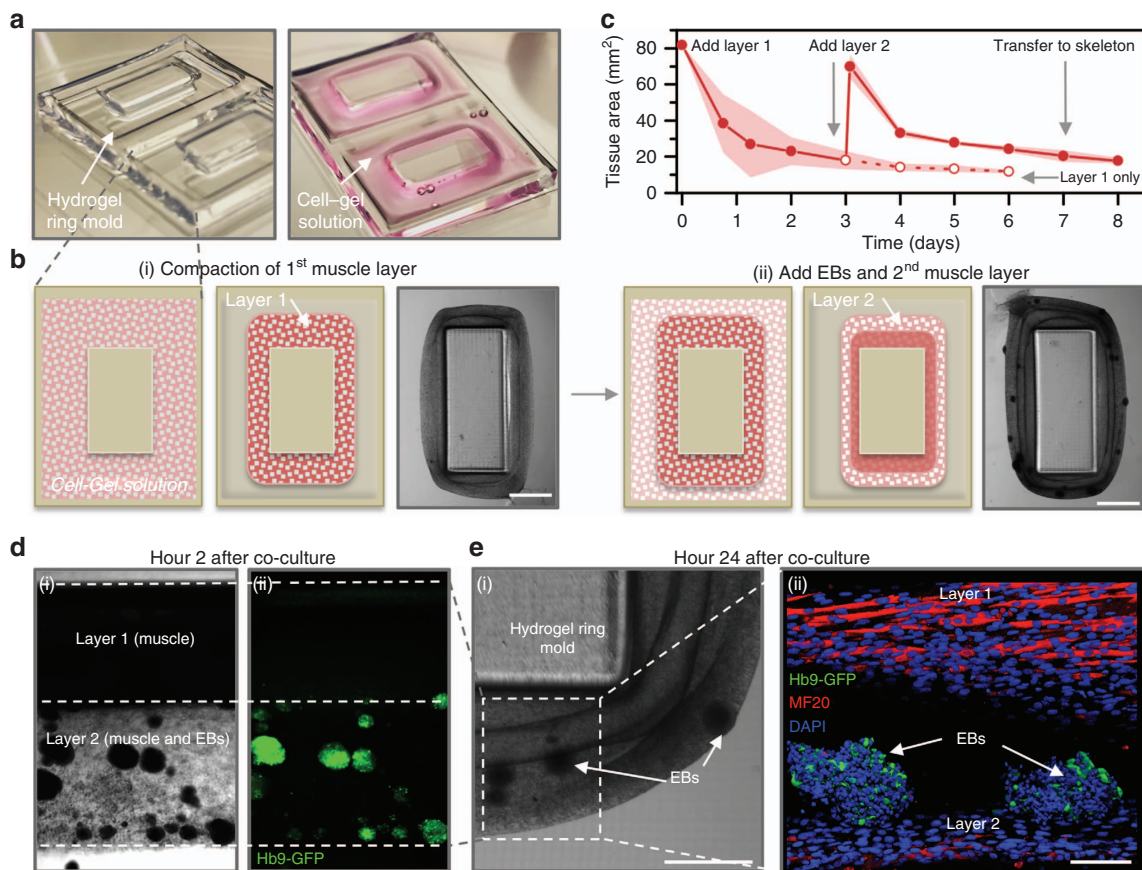 a
Hydrogel
ring mold
Cell–gel
solution
c
Tissue area (mm²)
80
60
40
20
0
Add layer 1
Add layer 2
Transfer to skeleton
Layer 1 only
0 1 2 3 4 5 6 7 8
Time (days)
b
(i) Compaction of 1st muscle layer
Cell-Gel solution
Layer 1
(ii) Add EBs and 2nd muscle layer
Layer 2
d
Hour 2 after co-culture
(i)
Layer 1 (muscle)
Layer 2 (muscle and EBs)
(ii)
Hb9-GFP
e
Hour 24 after co-culture
(i)
Hydrogel ring
mold
EBs
(ii)
Layer 1
Hb9-GFP
MF20
DAPI
EBs
Layer 2